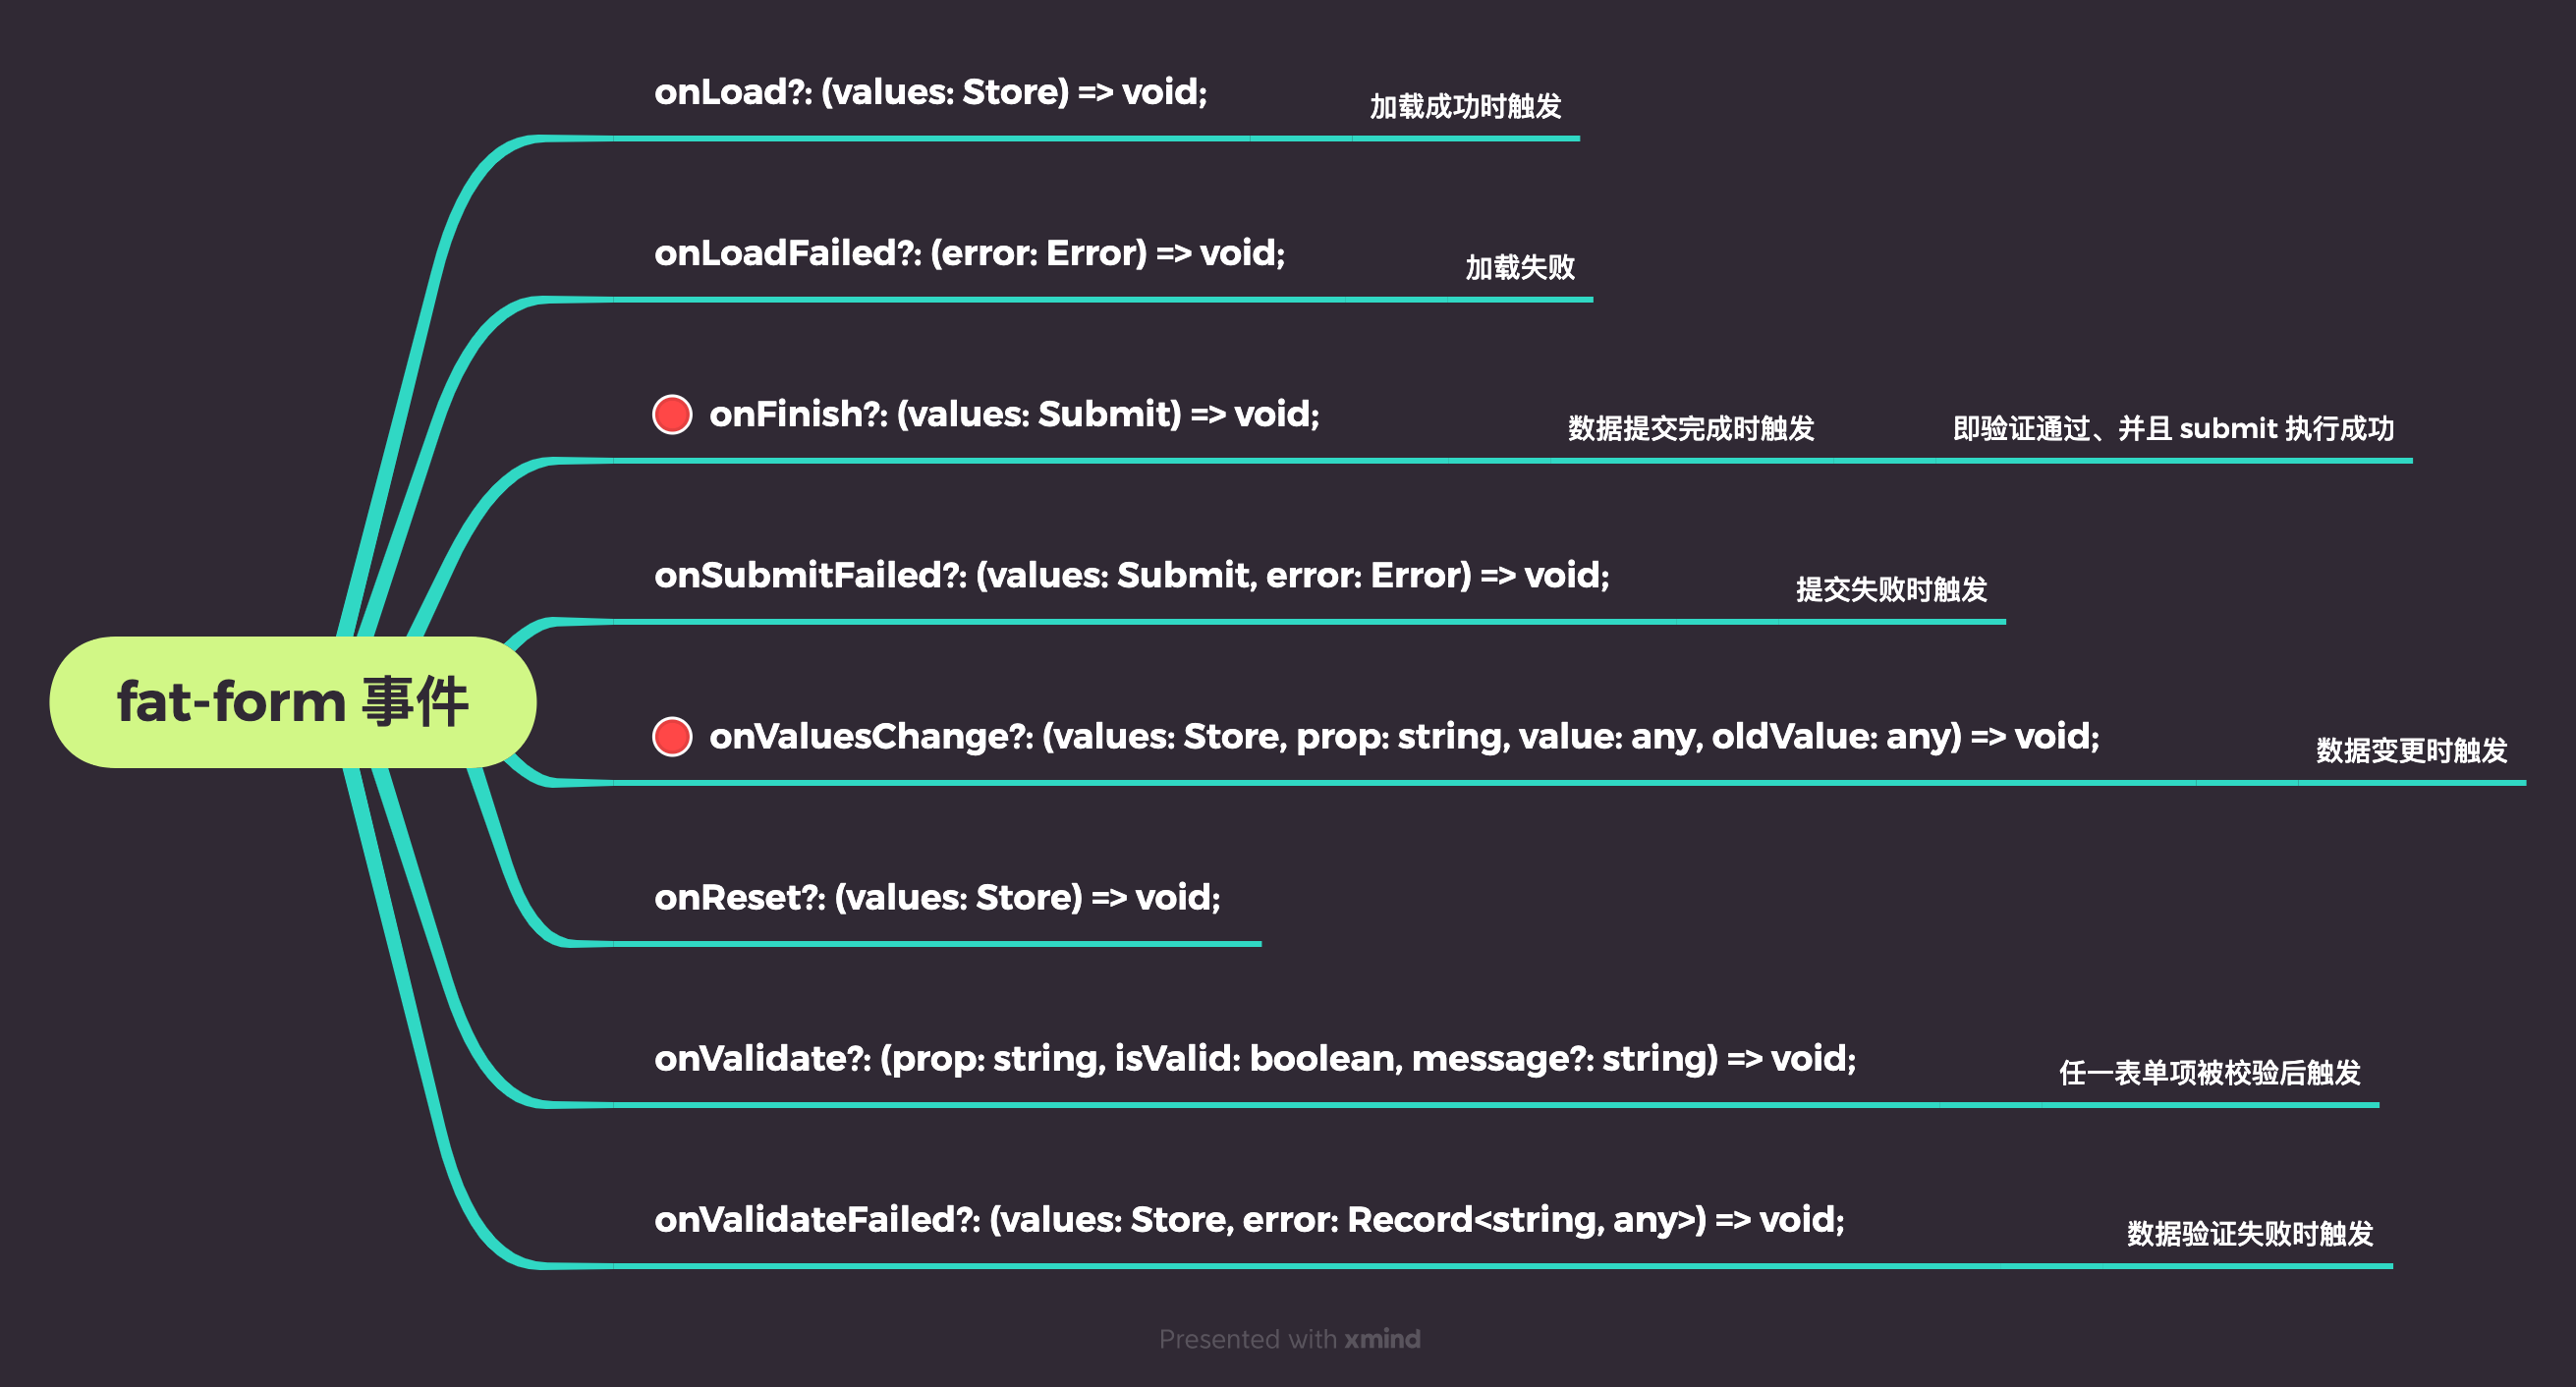 onLoad?: (values: Store) => void; 加载成功时触发
onLoadFailed?: (error: Error) => void; 加载失败
onFinish?: (values: Submit) => void; 数据提交完成时触发 即验证通过、并且 submit 执行成功
onSubmitFailed?: (values: Submit, error: Error) => void; 提交失败时触发
fat-form 事件
onValuesChange?: (values: Store, prop: string, value: any, oldValue: any) => void; 数据变更时触发
onReset?: (values: Store) => void;
onValidate?: (prop: string, isValid: boolean, message?: string) => void; 任一表单项被校验后触发
onValidateFailed?: (values: Store, error: Record<string, any>) => void; 数据验证失败时触发
Presented with xmind